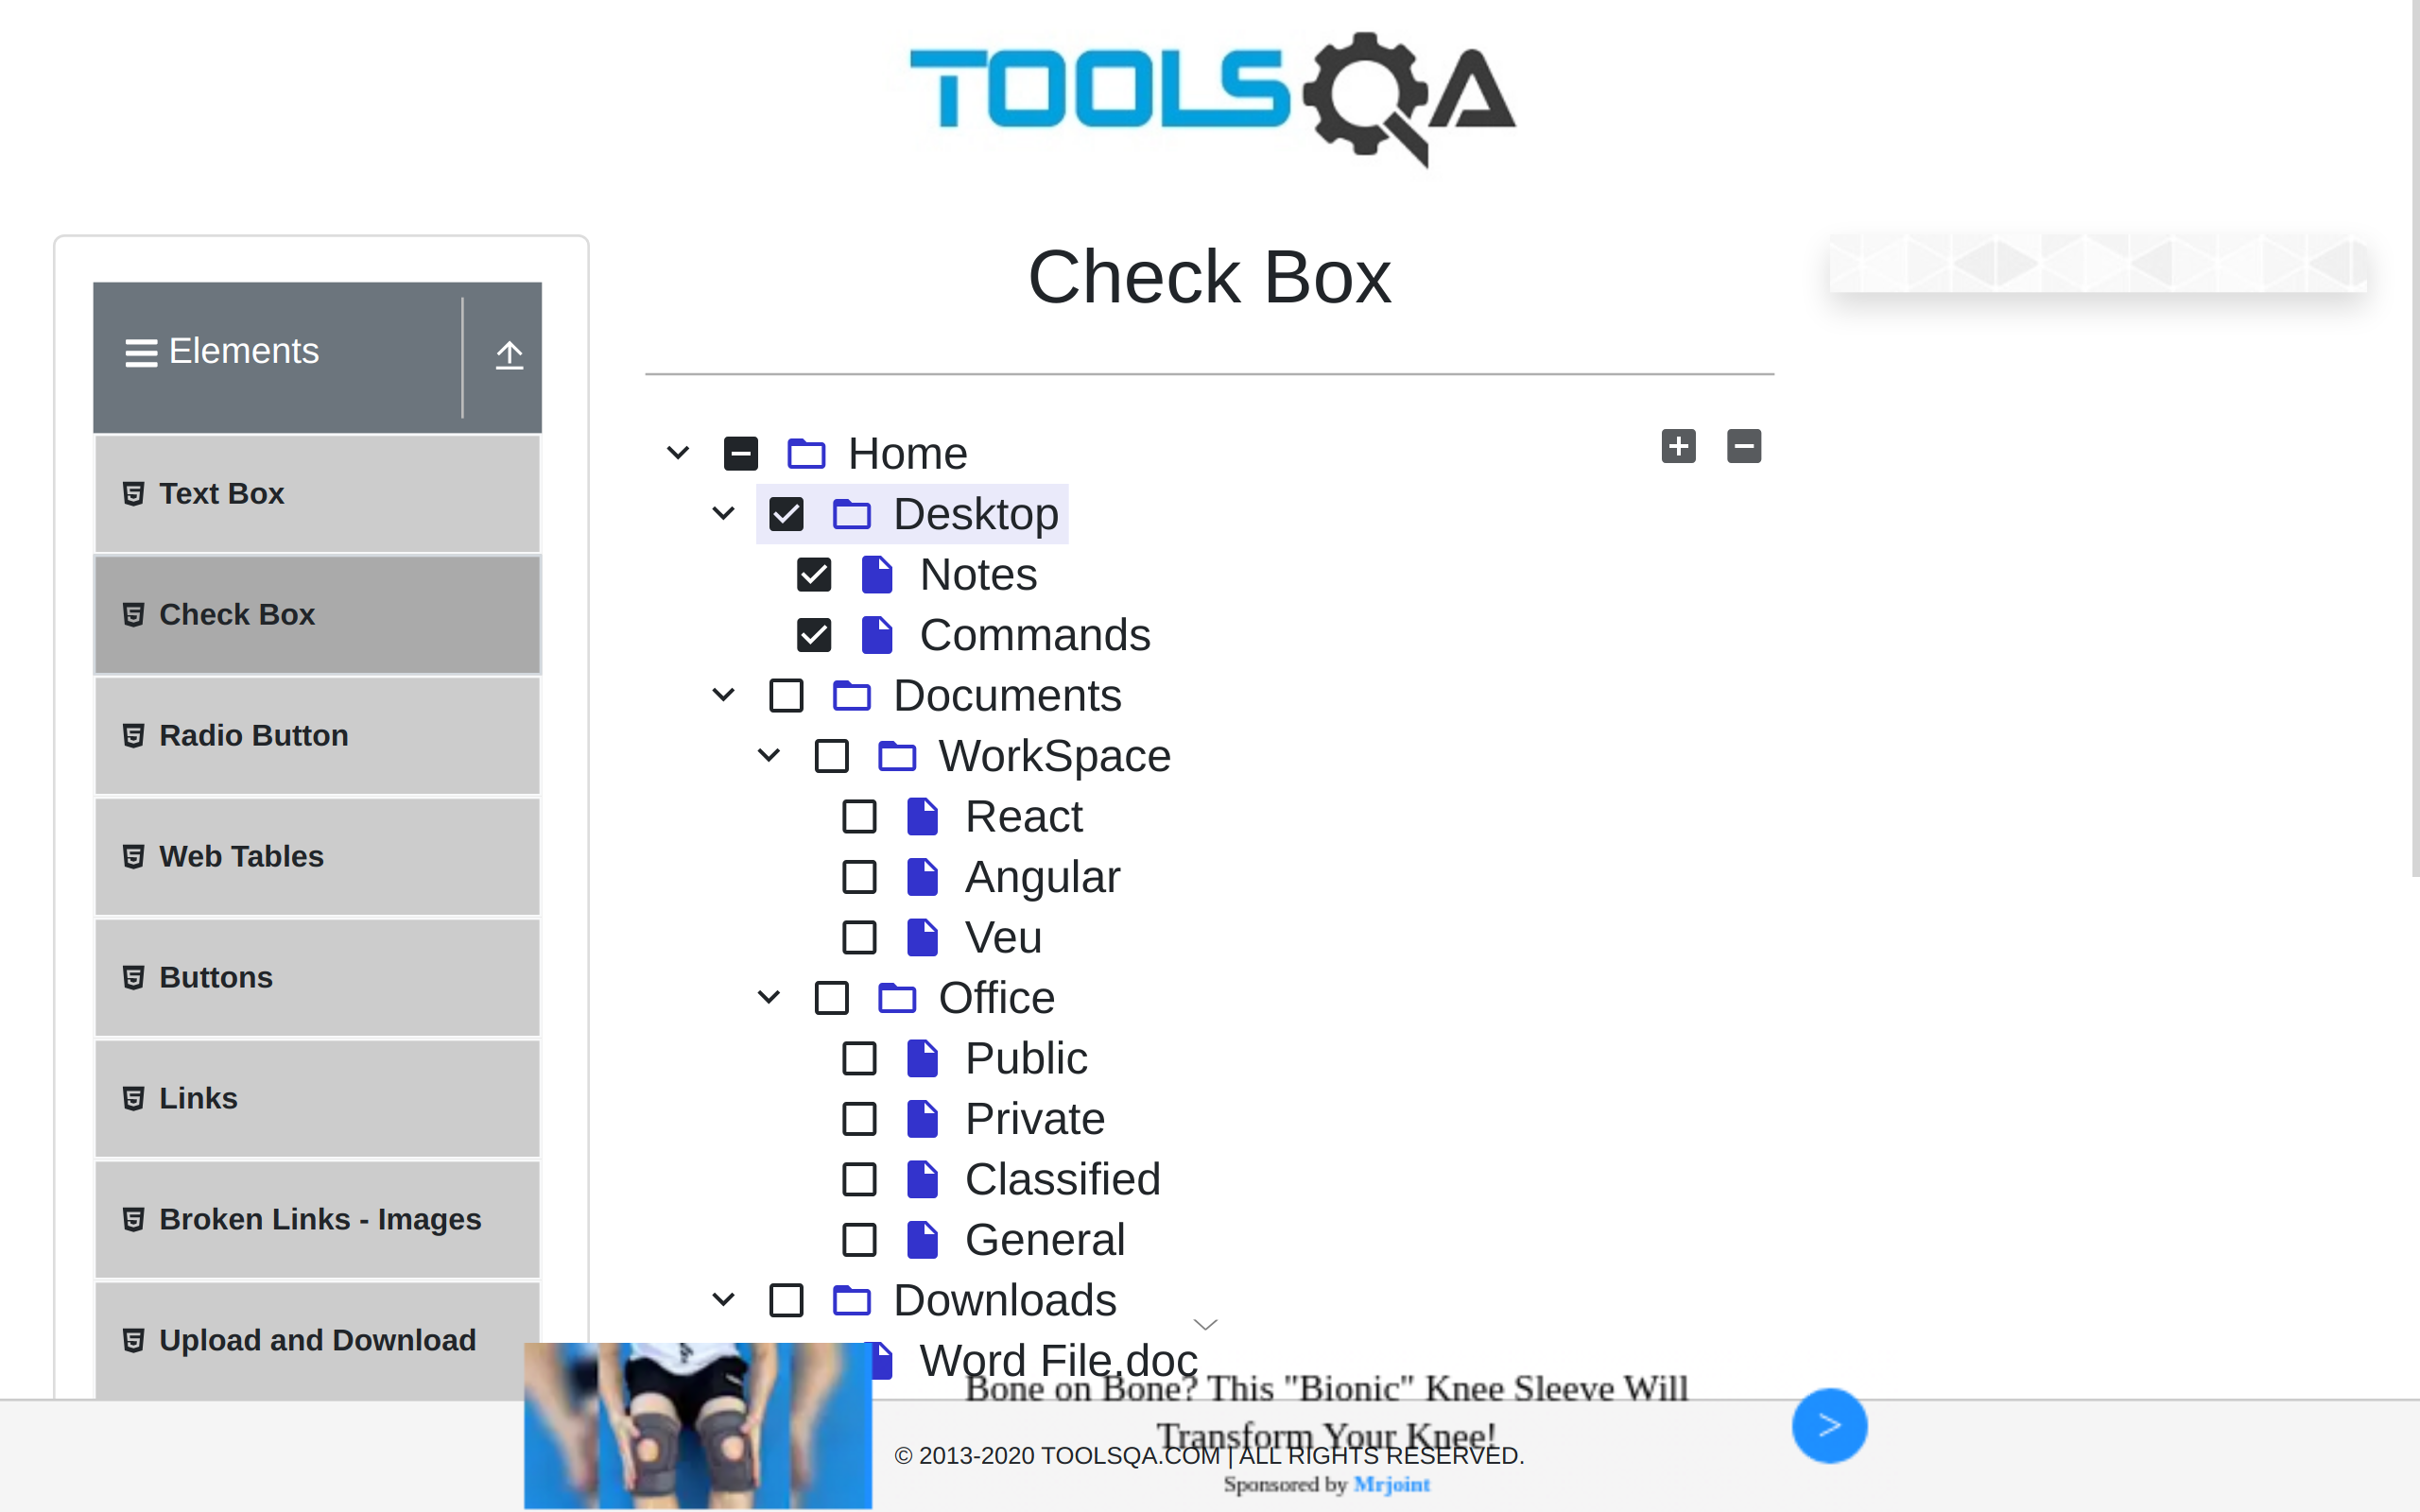 TOOLSQA
Check Box
Elements
Text Box
Check Box
Radio Button
Web Tables
Buttons
Links
Broken Links - Images
Upload and Download
Home
Desktop
Notes
Commands
Documents
WorkSpace
React
Angular
Veu
Office
Public
Private
Classified
General
Downloads
Word File.doc
Bone on Bone? This "Bionic" Knee Sleeve Will
Transform Your Knee!
© 2013-2020 TOOLSQA.COM | ALL RIGHTS RESERVED.
Sponsored by Mrjoint